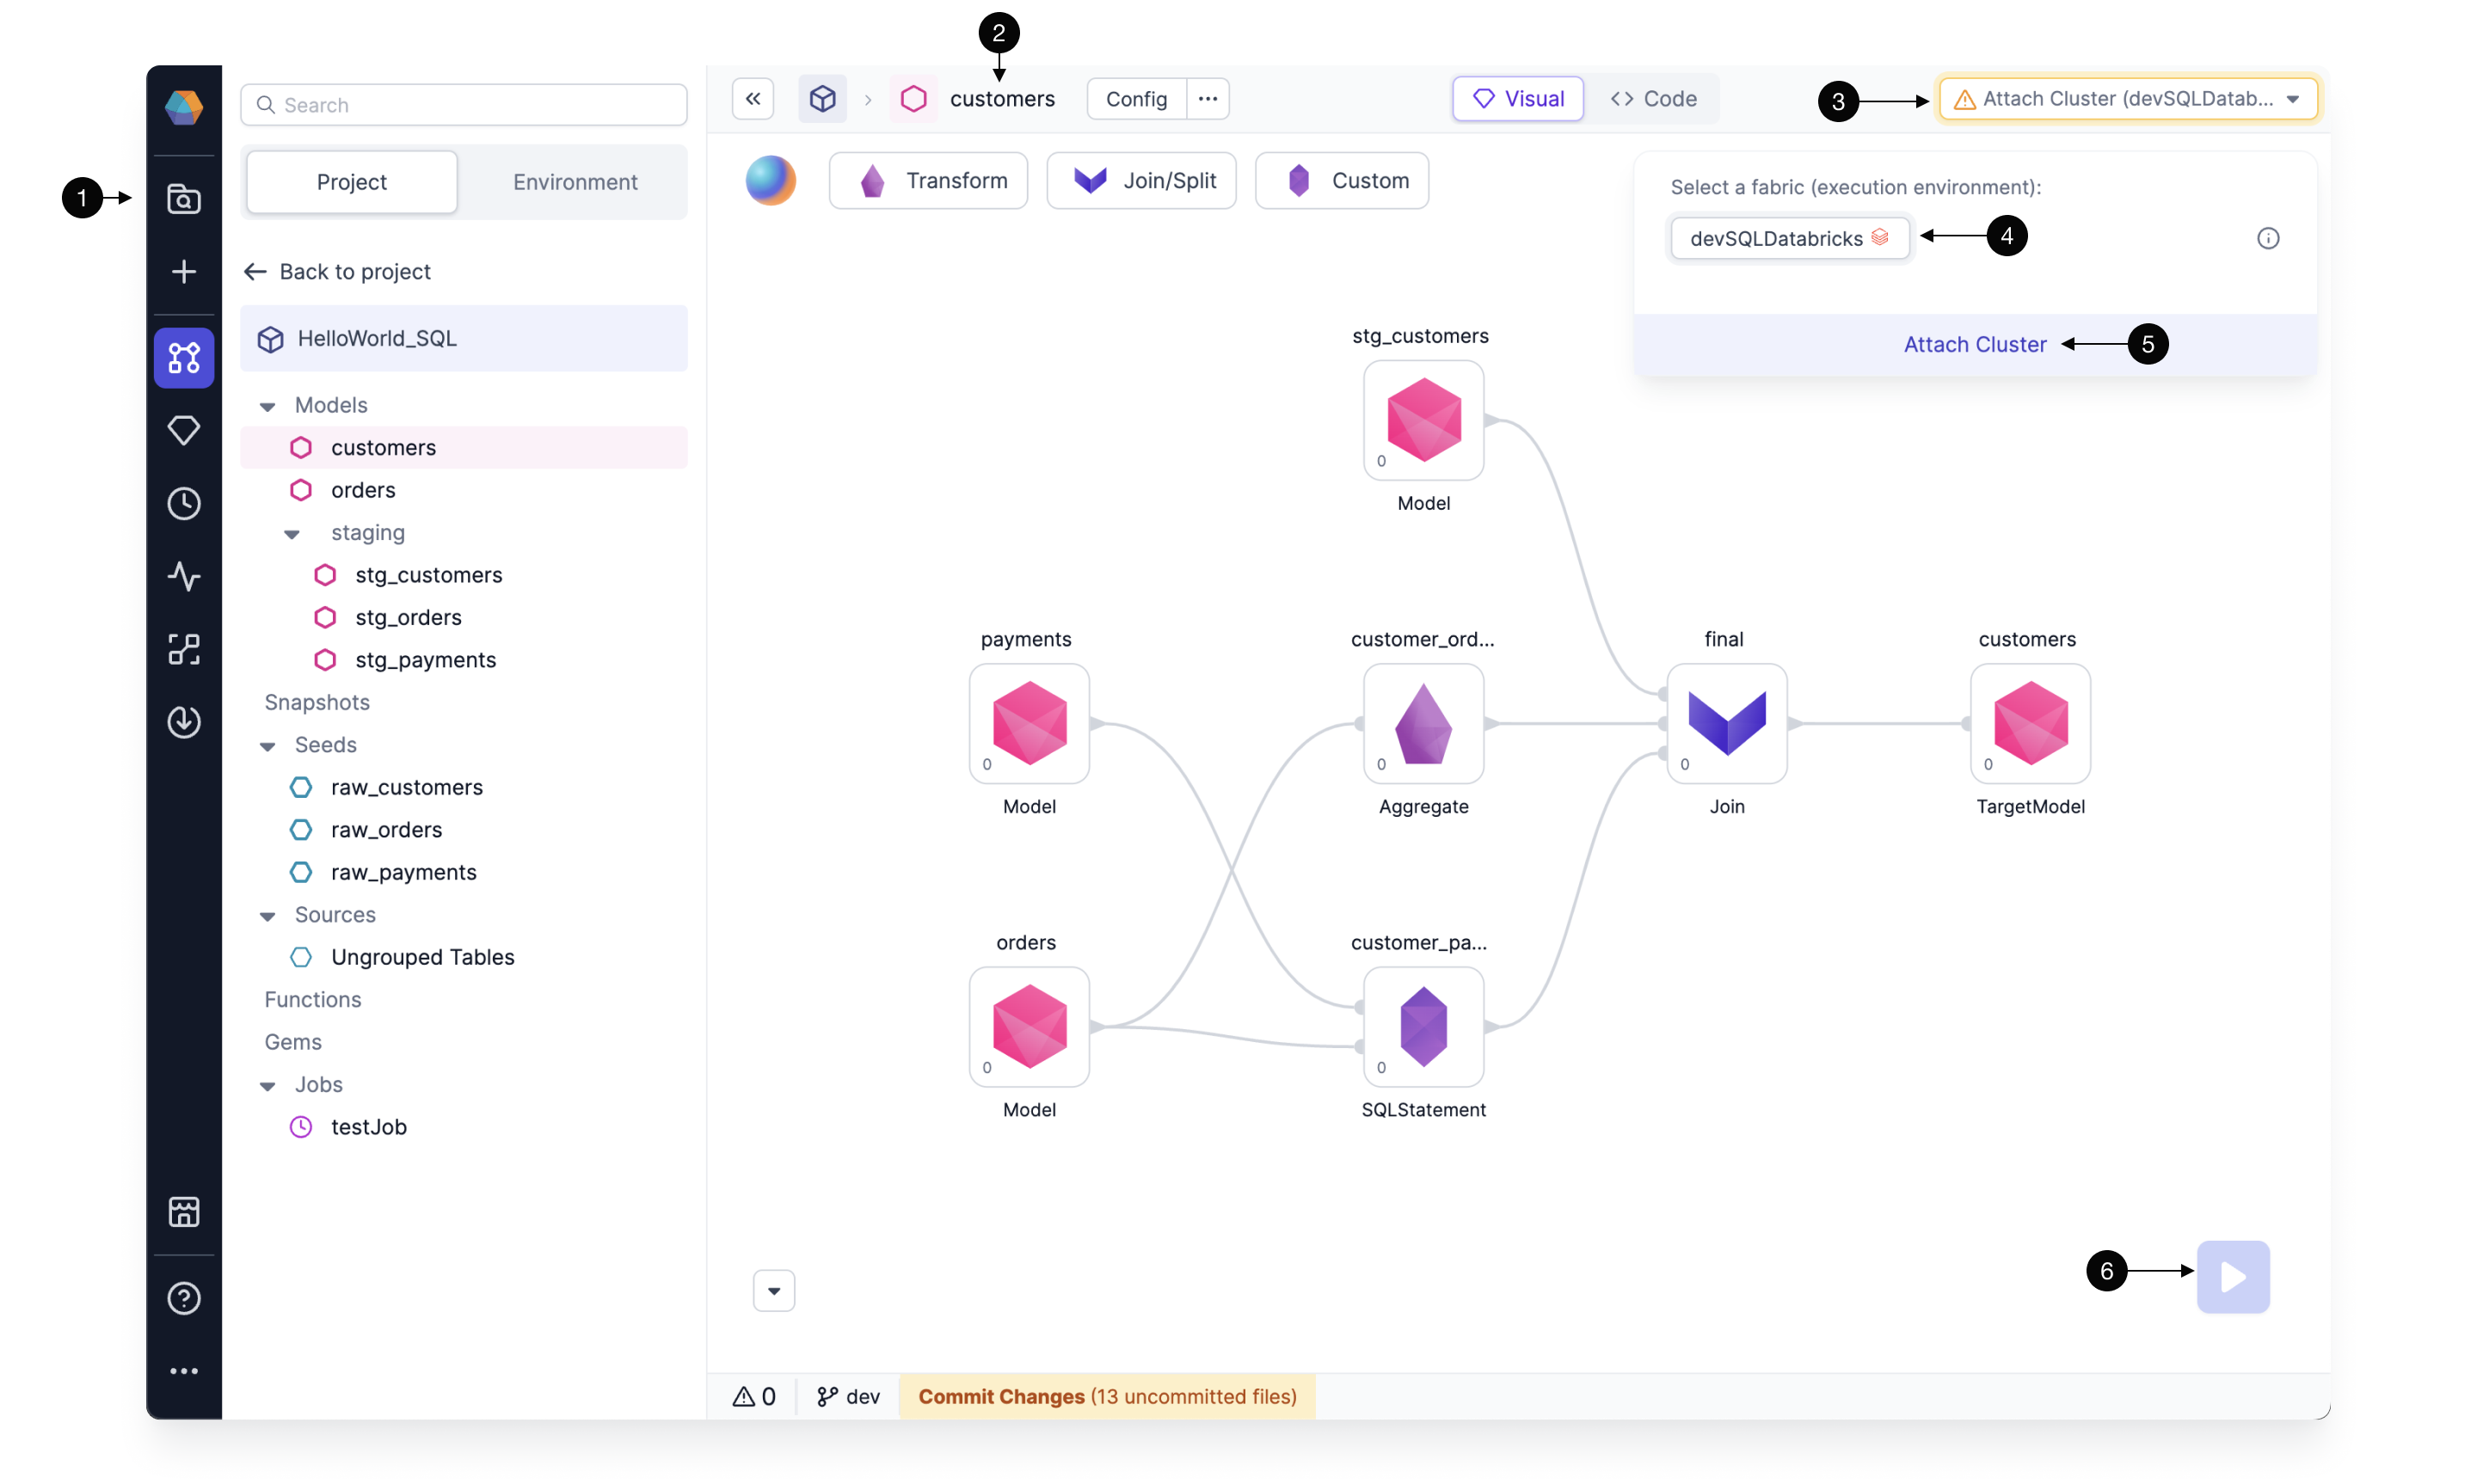 2
customers
Config
Visual
Code
3
Attach Cluster (devSQLDatab...
1
Search
Project
Environment
Back to project
HelloWorld_SQL
Models
customers
orders
staging
stg_customers
stg_orders
stg_payments
Snapshots
Seeds
raw_customers
raw_orders
raw_payments
Sources
Ungrouped Tables
Functions
Gems
Jobs
testJob
Transform
Join/Split
Custom
Select a fabric (execution environment):
devSQLDatabricks
4
Attach Cluster
5
stg_customers
0
Model
payments
0
Model
customer_ord...
0
Aggregate
final
0
Join
customers
0
TargetModel
orders
0
Model
customer_pa...
0
SQLStatement
6
0
dev
Commit Changes (13 uncommitted files)